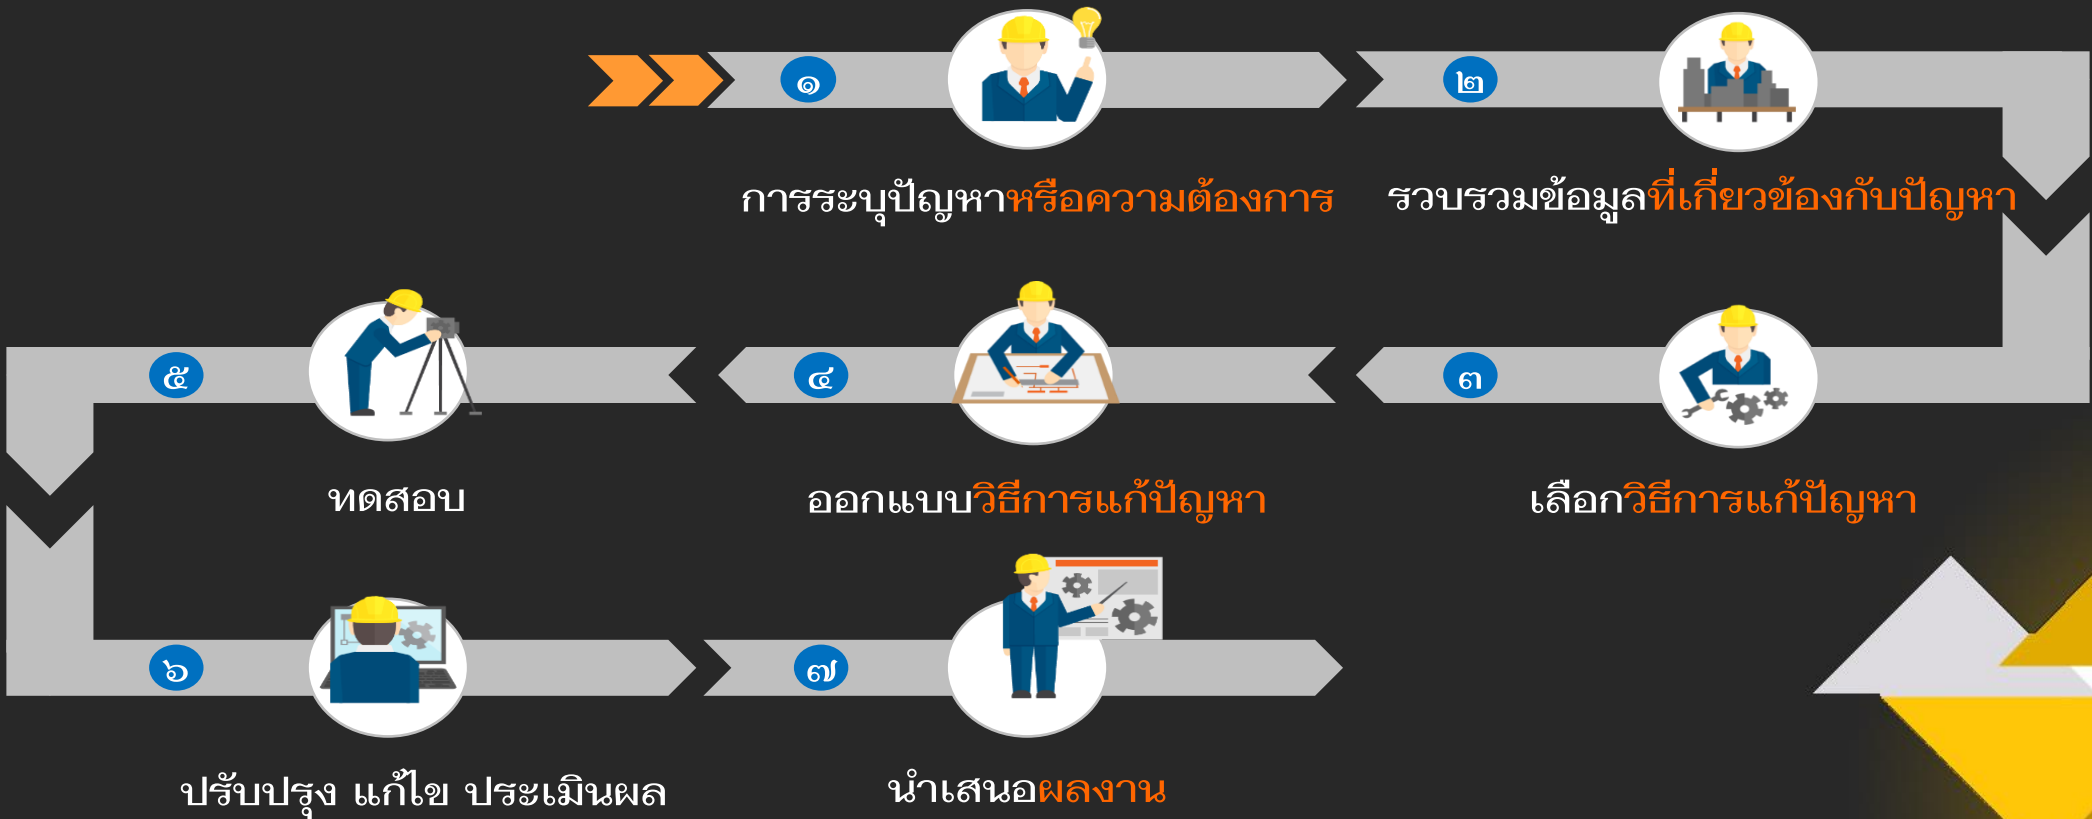 ๑
การระบุปัญหาหรือความต้องการ
๒
รวบรวมข้อมูลที่เกี่ยวข้องกับปัญหา
๓
เลือกวิธีการแก้ปัญหา
๔
ออกแบบวิธีการแก้ปัญหา
๕
ทดสอบ
๖
ปรับปรุง แก้ไข ประเมินผล
๗
นำเสนอผลงาน